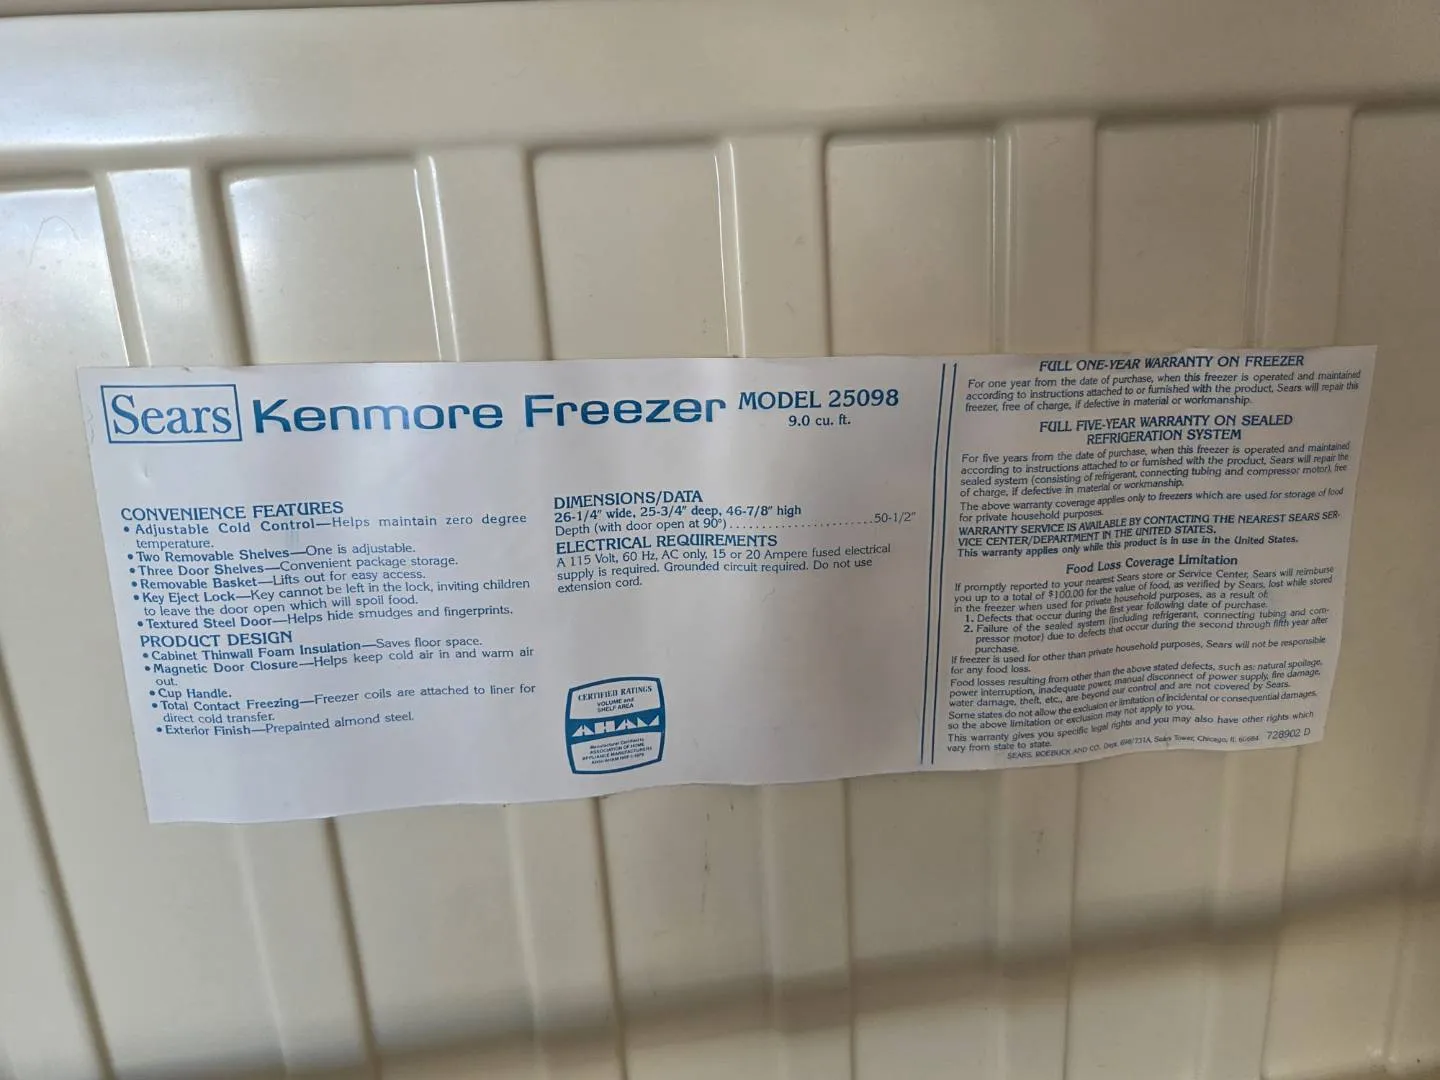 Sears Kenmore Freezer MODEL 25098
9.0 cu. ft.
CONVENIENCE FEATURES
• Adjustable Cold Control—Helps maintain zero degree
temperature.
• Two Removable Shelves—One is adjustable.
• Three Door Shelves—Convenient package storage.
• Removable Basket—Lifts out for easy access.
• Key Eject Lock—Key cannot be left in the lock, inviting children
to leave the door open which will spoil food.
• Textured Steel Door—Helps hide smudges and fingerprints.
PRODUCT DESIGN
• Cabinet Thinwall Foam Insulation—Saves floor space.
• Magnetic Door Closure—Helps keep cold air in and warm air
out.
• Cup Handle.
• Total Contact Freezing—Freezer coils are attached to liner for
direct cold transfer.
• Exterior Finish—Prepainted almond steel.
DIMENSIONS/DATA
26-1/4″ wide, 25-3/4″ deep, 46-7/8″ high
Depth (with door open at 90°).......................50-1/2″
ELECTRICAL REQUIREMENTS
A 115 Volt, 60 Hz, AC only, 15 or 20 Ampere fused electrical
supply is required. Grounded circuit required. Do not use
extension cord.
CERTIFIED RATINGS
VOLUME and
SHELF AREA
AHAM
Manufacturer Certified to
ASSOCIATION OF HOME
APPLIANCE MANUFACTURERS
FULL ONE-YEAR WARRANTY ON FREEZER
For one year from the date of purchase, when this freezer is operated and maintained
according to instructions attached to or furnished with the product, Sears will repair this
freezer, free of charge, if defective in material or workmanship.
FULL FIVE-YEAR WARRANTY ON SEALED
REFRIGERATION SYSTEM
For five years from the date of purchase, when this freezer is operated and maintained
according to instructions attached to or furnished with the product, Sears will repair the
sealed system (consisting of refrigerant, connecting tubing and compressor motor), free
of charge, if defective in material or workmanship.
The above warranty coverage applies only to freezers which are used for storage of food
for private household purposes.
WARRANTY SERVICE IS AVAILABLE BY CONTACTING THE NEAREST SEARS SER-
VICE CENTER/DEPARTMENT IN THE UNITED STATES.
This warranty applies only while this product is in use in the United States.
Food Loss Coverage Limitation
If promptly reported to your nearest Sears store or Service Center, Sears will reimburse
you up to a total of $100.00 for the value of food, as verified by Sears, lost while stored
in the freezer when used for private household purposes, as a result of:
1. Defects that occur during the first year following date of purchase.
2. Failure of the sealed system (including refrigerant, connecting tubing and com-
pressor motor) due to defects that occur during the second through fifth year after
purchase.
If freezer is used for other than private household purposes, Sears will not be responsible
for any food loss.
Food losses resulting from other than the above stated defects, such as: natural spoilage,
power interruption, inadequate power, manual disconnect of power supply, fire damage,
water damage, theft, etc., are beyond our control and are not covered by Sears.
Some states do not allow the exclusion or limitation of incidental or consequential damages,
so the above limitation or exclusion may not apply to you.
This warranty gives you specific legal rights and you may also have other rights which
vary from state to state.
SEARS, ROEBUCK AND CO. Dept. 698/731A, Sears Tower, Chicago, IL 60684 728902 D